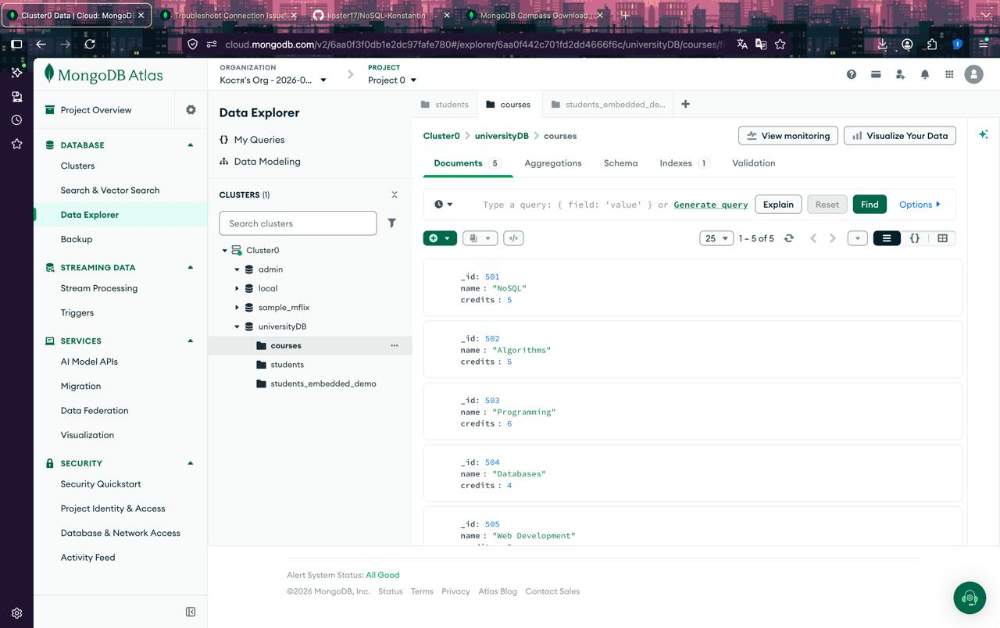 Cluster0 Data | Cloud: MongoDB
Troubleshoot Connection Issue
koster17/NoSQL-Konstantin
MongoDB Compass Download
cloud.mongodb.com/v2/6aa0f3f0db1e2dc97fafe780#/explorer/6aa0f442c701fd2dd4666f6c/universityDB/courses/fi
MongoDB Atlas
ORGANIZATION
Костя's Org - 2026-0...
PROJECT
Project 0
Project Overview
DATABASE
Clusters
Search & Vector Search
Data Explorer
Backup
STREAMING DATA
Stream Processing
Triggers
SERVICES
AI Model APIs
Migration
Data Federation
Visualization
SECURITY
Security Quickstart
Project Identity & Access
Database & Network Access
Activity Feed
Data Explorer
{} My Queries
Data Modeling
CLUSTERS (1)
Search clusters
Cluster0
admin
local
sample_mflix
universityDB
courses
students
students_embedded_demo
students
courses
students_embedded_de...
Cluster0 > universityDB > courses
View monitoring
Visualize Your Data
Documents 5
Aggregations
Schema
Indexes 1
Validation
Type a query: { field: 'value' } or Generate query
Explain
Reset
Find
Options
25
1 – 5 of 5
{}
_id: 501
name : "NoSQL"
credits : 5
_id: 502
name : "Algorithms"
credits : 5
_id: 503
name : "Programming"
credits : 6
_id: 504
name : "Databases"
credits : 4
_id: 505
name : "Web Development"
Alert System Status: All Good
©2026 MongoDB, Inc. Status Terms Privacy Atlas Blog Contact Sales